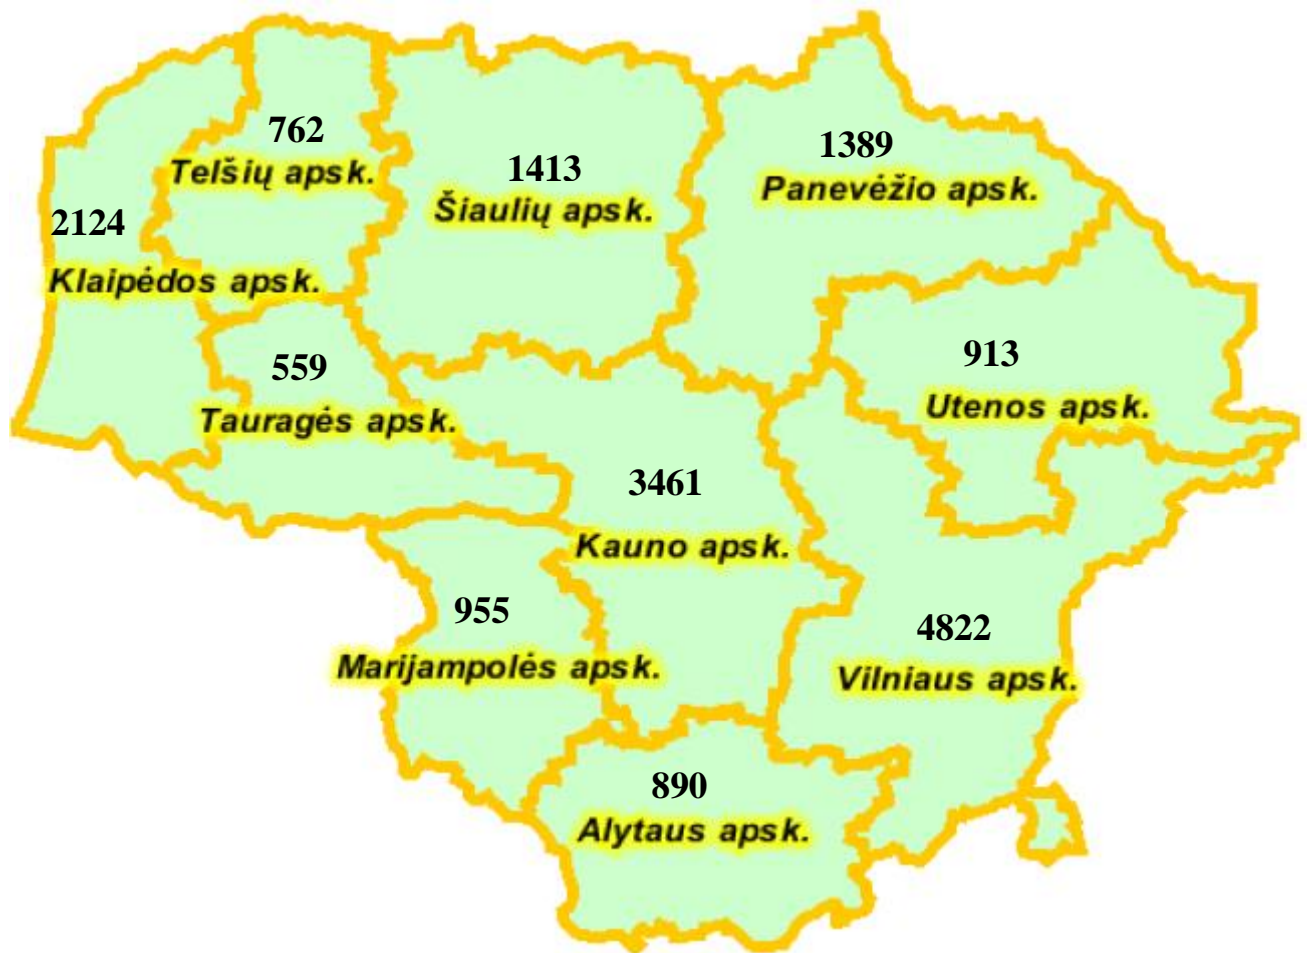 762
Telšių apsk.
1413
Šiaulių apsk.
1389
Panevėžio apsk.
2124
Klaipėdos apsk.
559
Tauragės apsk.
913
Utenos apsk.
3461
Kauno apsk.
955
Marijampolės apsk.
4822
Vilniaus apsk.
890
Alytaus apsk.